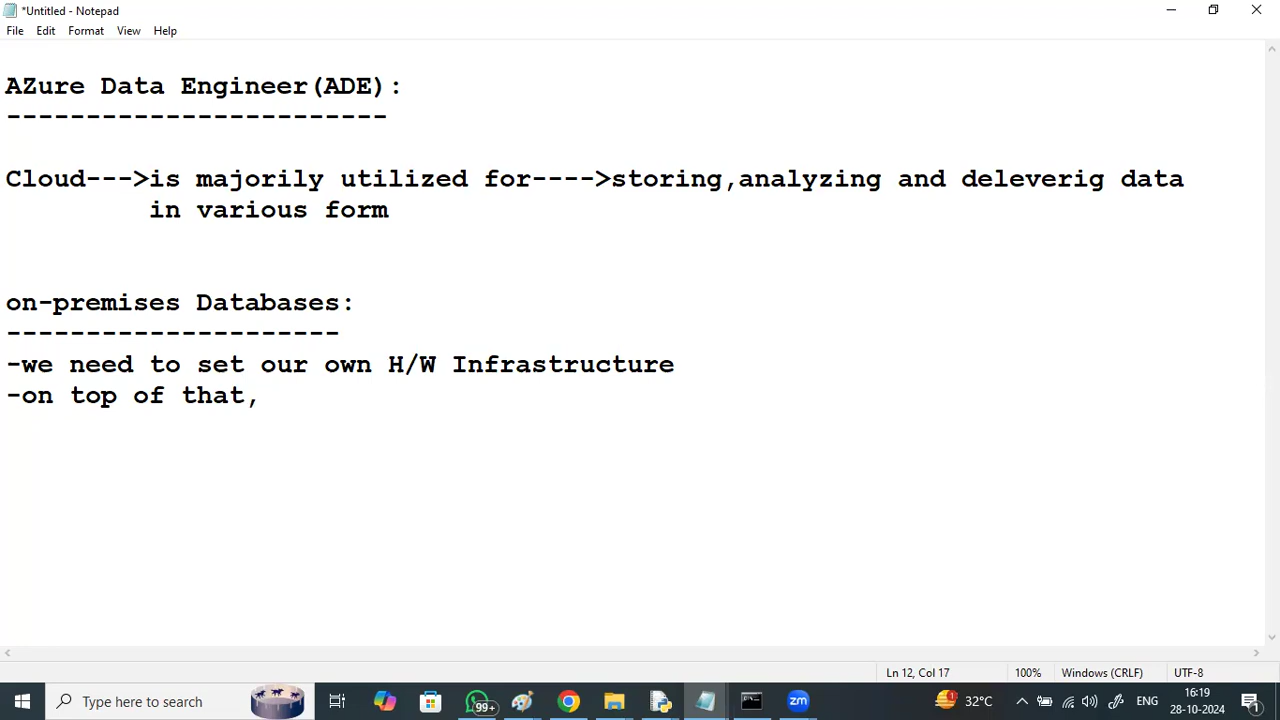 *Untitled - Notepad
File Edit Format View Help
AZure Data Engineer(ADE):
------------------------
Cloud--->is majorily utilized for---->storing,analyzing and deleverig data
in various form
on-premises Databases:
---------------------
-we need to set our own H/W Infrastructure
-on top of that,
Ln 12, Col 17 100% Windows (CRLF) UTF-8
Type here to search 99+ zm 1 32°C ENG 16:19 1
28-10-2024